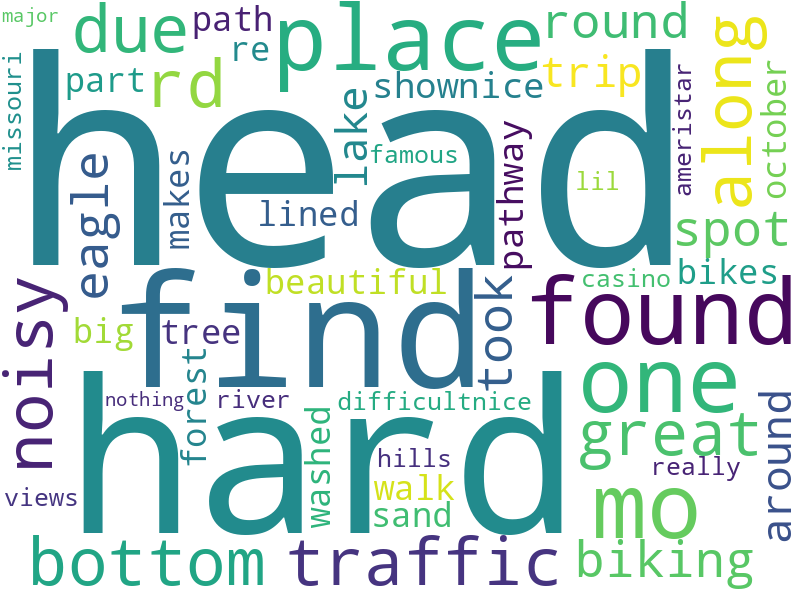 major
due
path
re
place
round
missouri
part
rd
lake
shownice
trip
along
october
ameristar
head
famous
lil
eagle
makes
lined
pathway
spot
noisy
beautiful
took
casino
bikes
big
tree
find
found
forest
nothing
river
difficultnice
one
great
around
hard
washed
hills
really
views
walk
sand
mo
bottom
traffic
biking